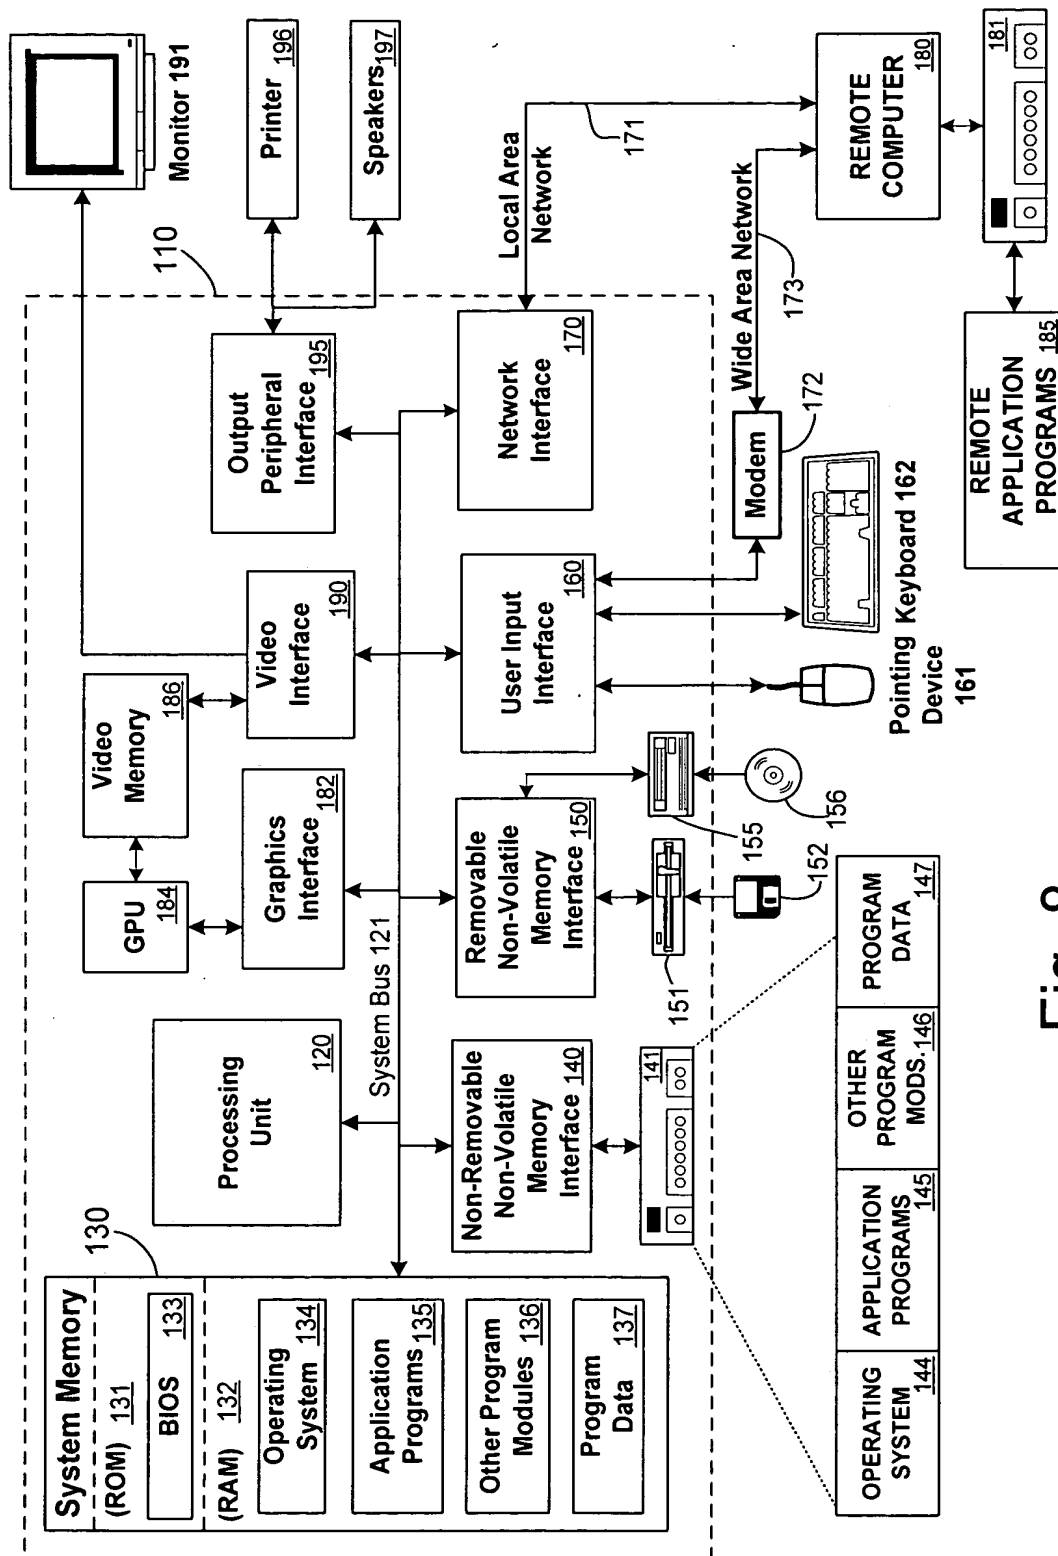 System Memory
(ROM) 131
BIOS 133
(RAM) 132
Operating
System 134
Application
Programs 135
Other Program
Modules 136
Program
Data 137
130
Processing
Unit 120
System Bus 121
GPU
184
Video
Memory 186
Graphics
Interface 182
Video
Interface 190
Output
Peripheral
Interface 195
110
Monitor 191
Printer 196
Speakers 197
Non-Removable
Non-Volatile
Memory
Interface 140
Removable
Non-Volatile
Memory
Interface 150
User Input
Interface 160
Network
Interface 170
Local Area
Network
171
Wide Area Network
173
Modem
172
141
151
152
155
156
Pointing
Device
161
Keyboard 162
REMOTE
COMPUTER 180
181
REMOTE
APPLICATION
PROGRAMS 185
OPERATING
SYSTEM 144
APPLICATION
PROGRAMS 145
OTHER
PROGRAM
MODS. 146
PROGRAM
DATA 147
Fig.